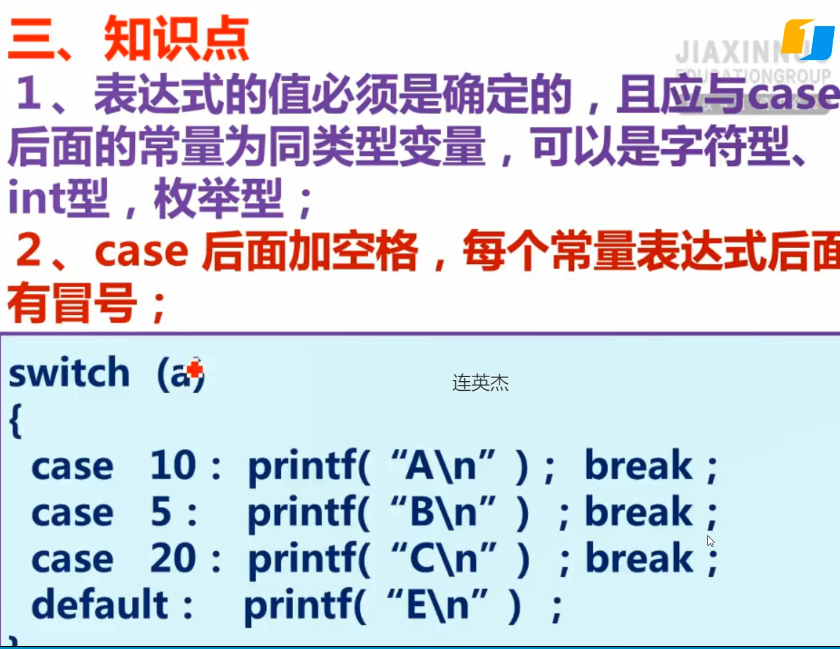 三、知识点
JIAXINNUO
EDUCATIONGROUP
1、表达式的值必须是确定的，且应与case
后面的常量为同类型变量，可以是字符型、
int型，枚举型；
2、case 后面加空格，每个常量表达式后面
有冒号；
switch (a)
连英杰
{
case 10：printf(“A\n”)； break；
case 5： printf(“B\n”) ；break；
case 20：printf(“C\n”) ；break；
default： printf(“E\n”) ；
}